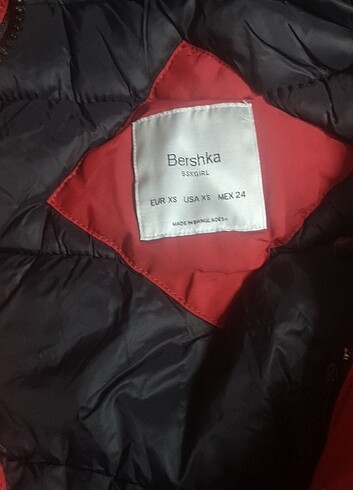 Bershka
BSKGIRL
EUR XS USA XS MEX 24
MADE IN BANGLADESH